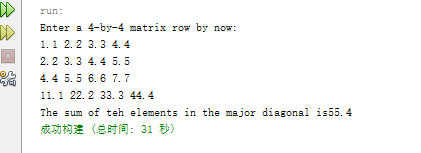 run:
Enter a 4-by-4 matrix row by now:
1.1 2.2 3.3 4.4
2.2 3.3 4.4 5.5
4.4 5.5 6.6 7.7
11.1 22.2 33.3 44.4
The sum of teh elements in the major diagonal is55.4
成功构建 (总时间: 31 秒)